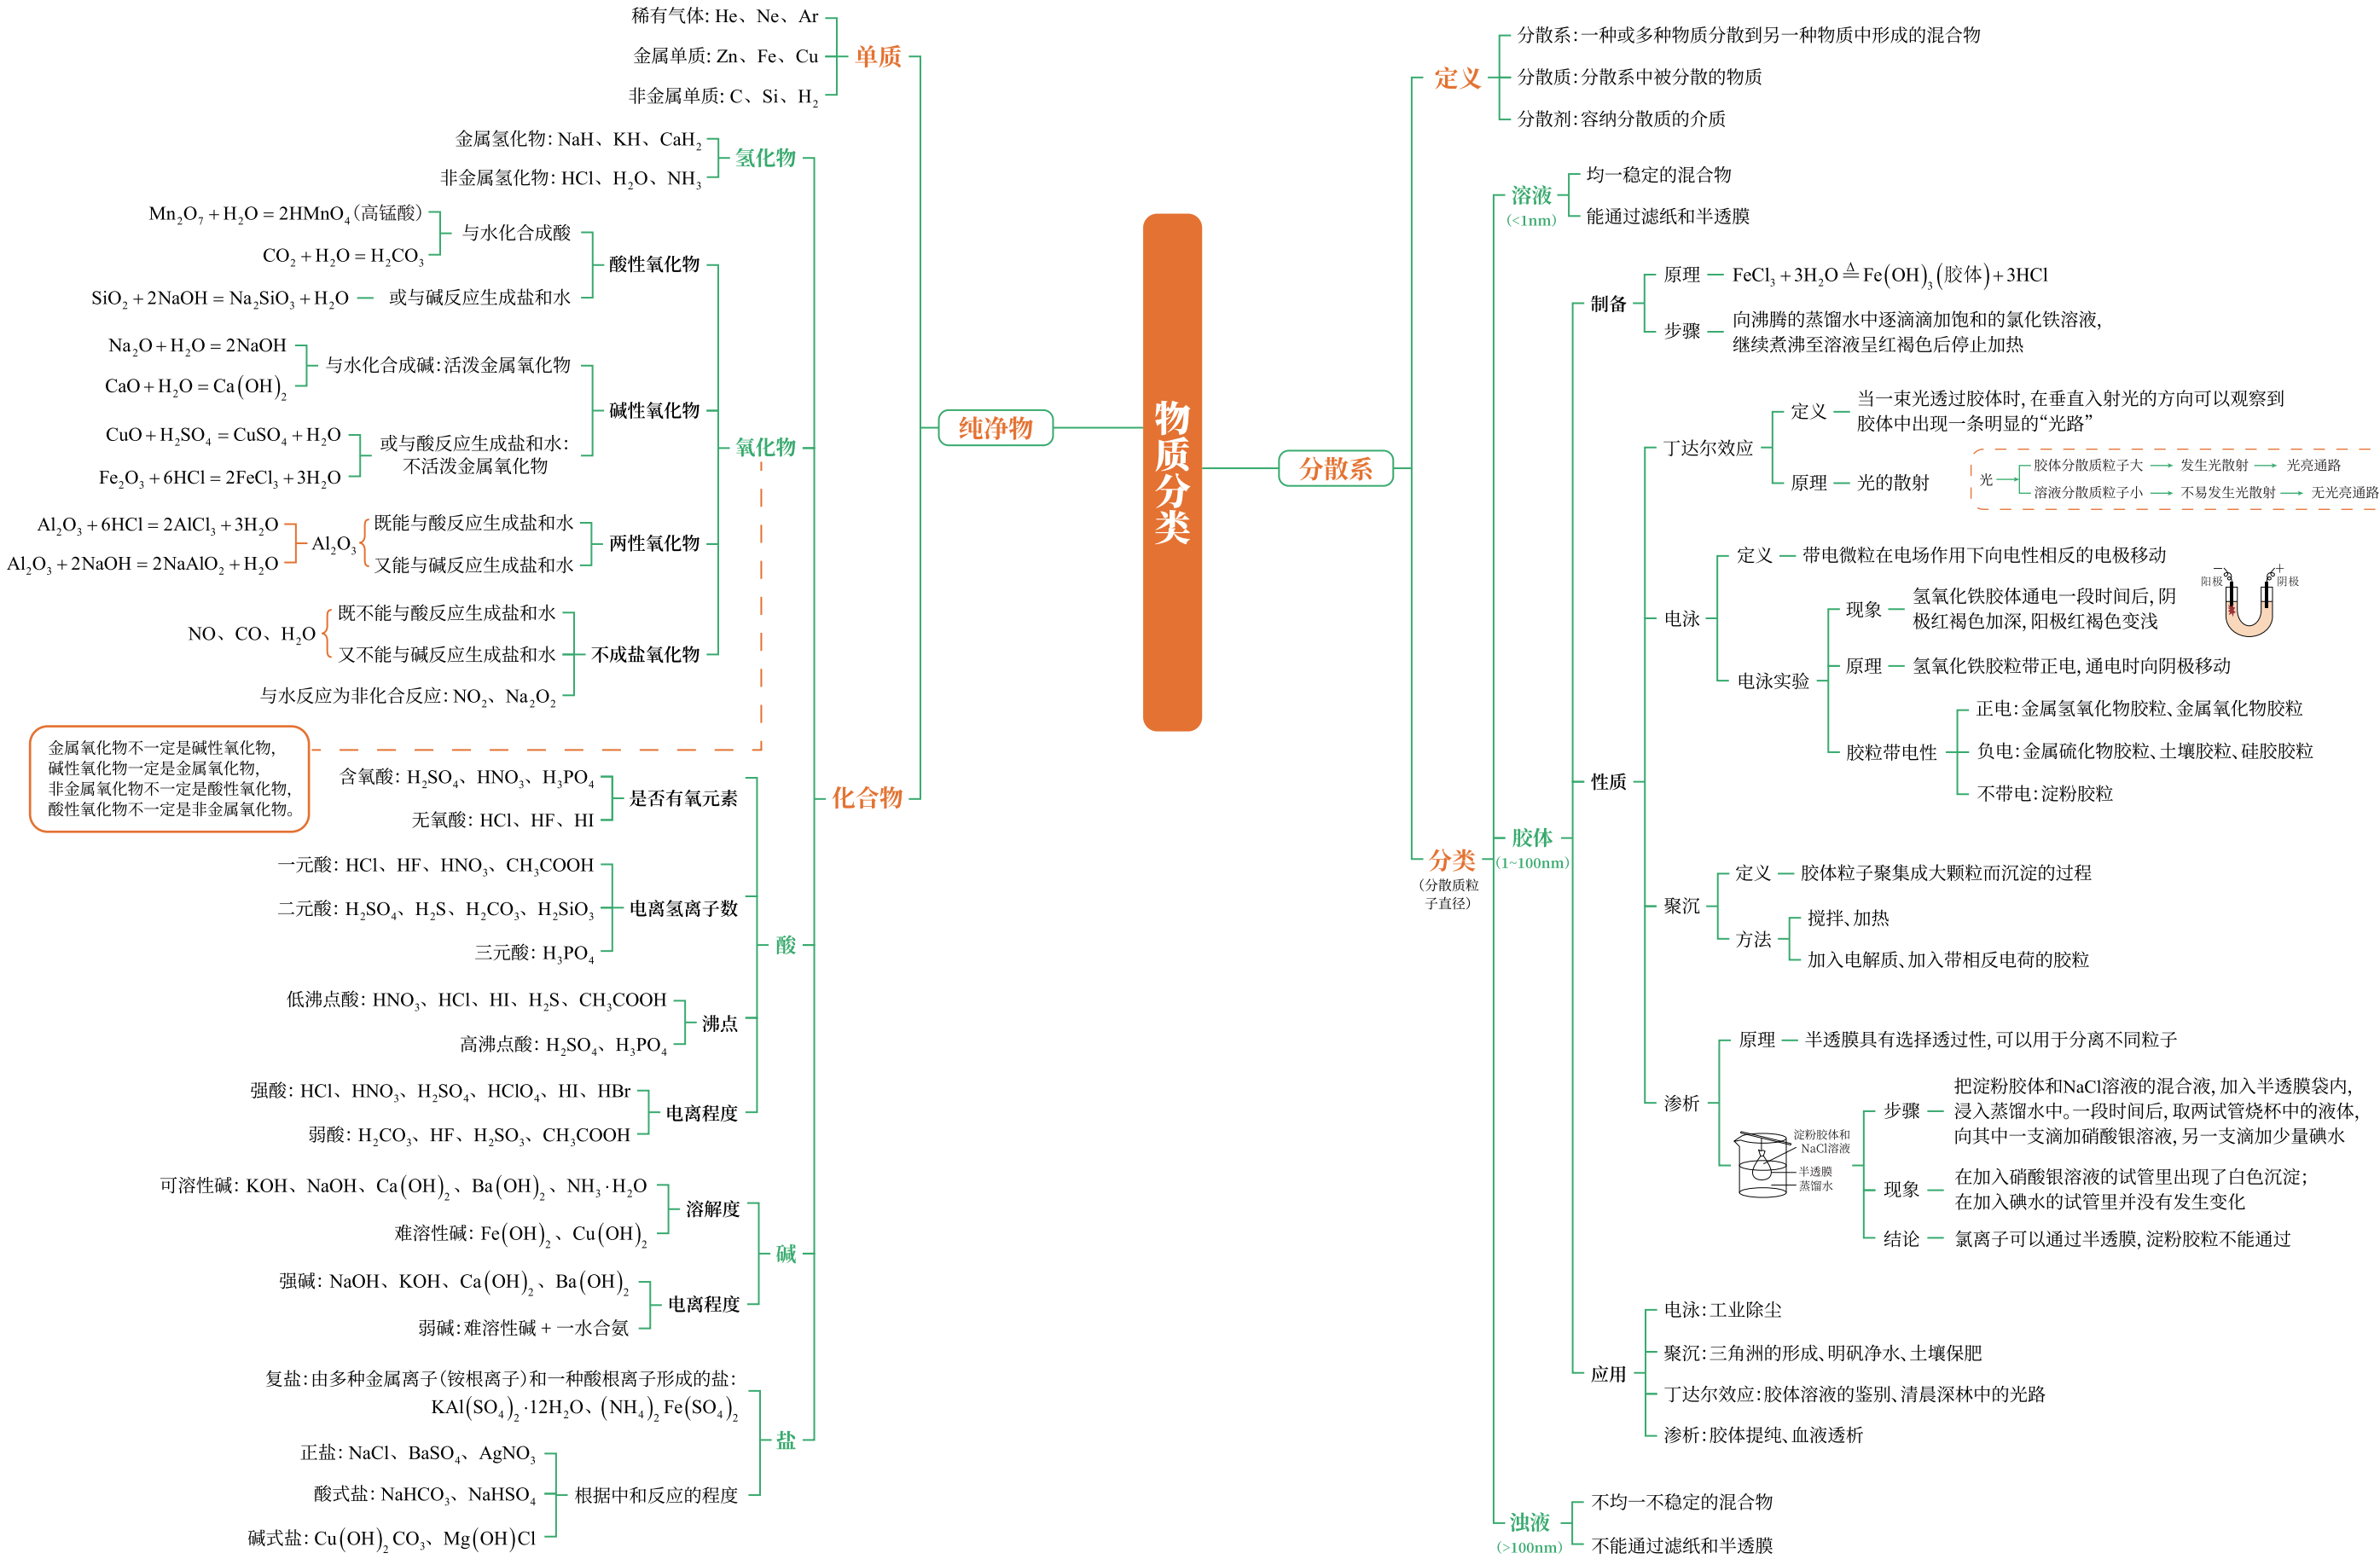 物质分类
纯净物
单质
稀有气体: He、Ne、Ar
金属单质: Zn、Fe、Cu
非金属单质: C、Si、H₂
化合物
氢化物
金属氢化物: NaH、KH、CaH₂
非金属氢化物: HCl、H₂O、NH₃
氧化物
酸性氧化物
与水化合成酸
Mn₂O₇ + H₂O = 2HMnO₄(高锰酸)
CO₂ + H₂O = H₂CO₃
或与碱反应生成盐和水
SiO₂ + 2NaOH = Na₂SiO₃ + H₂O
碱性氧化物
与水化合成碱: 活泼金属氧化物
Na₂O + H₂O = 2NaOH
CaO + H₂O = Ca(OH)₂
或与酸反应生成盐和水:
不活泼金属氧化物
CuO + H₂SO₄ = CuSO₄ + H₂O
Fe₂O₃ + 6HCl = 2FeCl₃ + 3H₂O
两性氧化物
既能与酸反应生成盐和水
又能与碱反应生成盐和水
Al₂O₃
Al₂O₃ + 6HCl = 2AlCl₃ + 3H₂O
Al₂O₃ + 2NaOH = 2NaAlO₂ + H₂O
不成盐氧化物
既不能与酸反应生成盐和水
又不能与碱反应生成盐和水
NO、CO、H₂O
与水反应为非化合反应: NO₂、Na₂O₂
金属氧化物不一定是碱性氧化物,
碱性氧化物一定是金属氧化物,
非金属氧化物不一定是酸性氧化物,
酸性氧化物不一定是非金属氧化物。
酸
是否有氧元素
含氧酸: H₂SO₄、HNO₃、H₃PO₄
无氧酸: HCl、HF、HI
电离氢离子数
一元酸: HCl、HF、HNO₃、CH₃COOH
二元酸: H₂SO₄、H₂S、H₂CO₃、H₂SiO₃
三元酸: H₃PO₄
沸点
低沸点酸: HNO₃、HCl、HI、H₂S、CH₃COOH
高沸点酸: H₂SO₄、H₃PO₄
电离程度
强酸: HCl、HNO₃、H₂SO₄、HClO₄、HI、HBr
弱酸: H₂CO₃、HF、H₂SO₃、CH₃COOH
碱
溶解度
可溶性碱: KOH、NaOH、Ca(OH)₂、Ba(OH)₂、NH₃·H₂O
难溶性碱: Fe(OH)₂、Cu(OH)₂
电离程度
强碱: NaOH、KOH、Ca(OH)₂、Ba(OH)₂
弱碱: 难溶性碱 + 一水合氨
盐
复盐: 由多种金属离子(铵根离子)和一种酸根离子形成的盐:
KAl(SO₄)₂·12H₂O、(NH₄)₂Fe(SO₄)₂
根据中和反应的程度
正盐: NaCl、BaSO₄、AgNO₃
酸式盐: NaHCO₃、NaHSO₄
碱式盐: Cu(OH)₂CO₃、Mg(OH)Cl
分散系
定义
分散系: 一种或多种物质分散到另一种物质中形成的混合物
分散质: 分散系中被分散的物质
分散剂: 容纳分散质的介质
分类
(分散质粒
子直径)
溶液
(<1nm)
均一稳定的混合物
能通过滤纸和半透膜
胶体
(1~100nm)
制备
原理
FeCl₃ + 3H₂O ≜ Fe(OH)₃(胶体) + 3HCl
步骤
向沸腾的蒸馏水中逐滴滴加饱和的氯化铁溶液,
继续煮沸至溶液呈红褐色后停止加热
性质
丁达尔效应
定义
当一束光透过胶体时, 在垂直入射光的方向可以观察到
胶体中出现一条明显的“光路”
原理
光的散射
光
胶体分散质粒子大 → 发生光散射 → 光亮通路
溶液分散质粒子小 → 不易发生光散射 → 无光亮通路
电泳
定义
带电微粒在电场作用下向电性相反的电极移动
电泳实验
现象
氢氧化铁胶体通电一段时间后, 阴
极红褐色加深, 阳极红褐色变浅
− +
阳极 阴极
原理
氢氧化铁胶粒带正电, 通电时向阴极移动
胶粒带电性
正电: 金属氢氧化物胶粒、金属氧化物胶粒
负电: 金属硫化物胶粒、土壤胶粒、硅胶胶粒
不带电: 淀粉胶粒
聚沉
定义
胶体粒子聚集成大颗粒而沉淀的过程
方法
搅拌、加热
加入电解质、加入带相反电荷的胶粒
渗析
原理
半透膜具有选择透过性, 可以用于分离不同粒子
淀粉胶体和
NaCl溶液
半透膜
蒸馏水
步骤
把淀粉胶体和NaCl溶液的混合液, 加入半透膜袋内,
浸入蒸馏水中。一段时间后, 取两试管烧杯中的液体,
向其中一支滴加硝酸银溶液, 另一支滴加少量碘水
现象
在加入硝酸银溶液的试管里出现了白色沉淀;
在加入碘水的试管里并没有发生变化
结论
氯离子可以通过半透膜, 淀粉胶粒不能通过
应用
电泳: 工业除尘
聚沉: 三角洲的形成、明矾净水、土壤保肥
丁达尔效应: 胶体溶液的鉴别、清晨深林中的光路
渗析: 胶体提纯、血液透析
浊液
(>100nm)
不均一不稳定的混合物
不能通过滤纸和半透膜